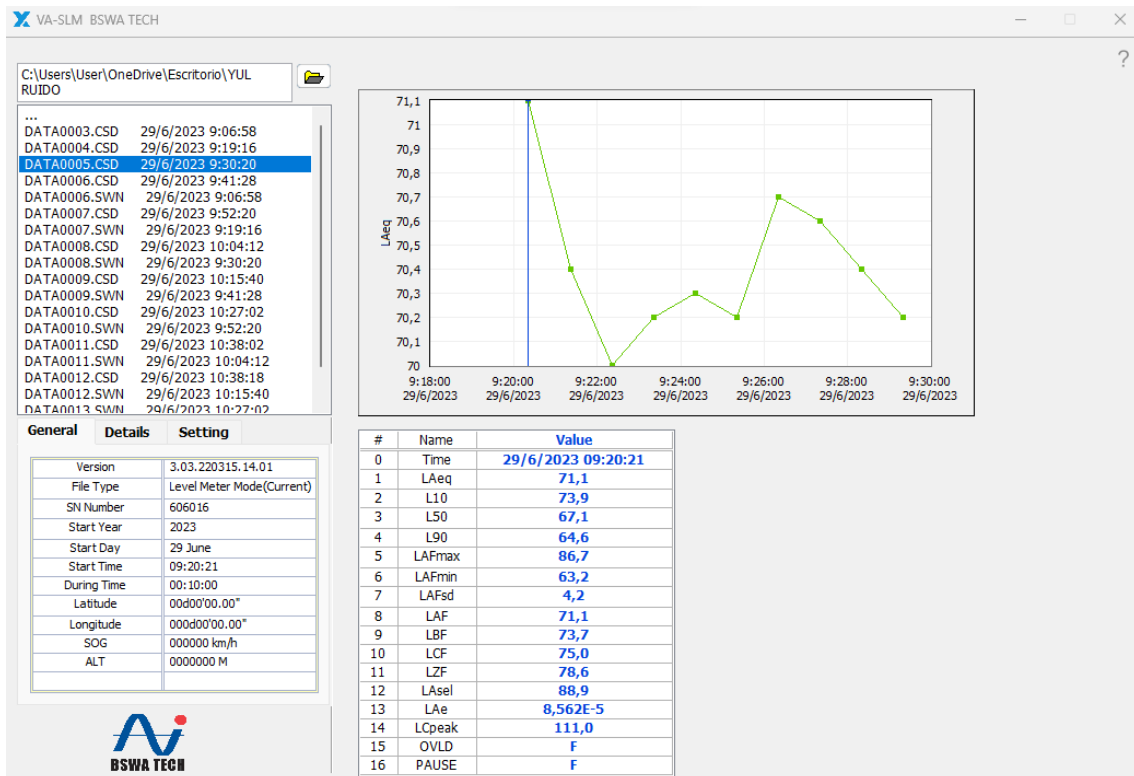 VA-SLM BSWA TECH
?
C:\Users\User\OneDrive\Escritorio\YUL
RUIDO
...
DATA0003.CSD 29/6/2023 9:06:58
DATA0004.CSD 29/6/2023 9:19:16
DATA0005.CSD 29/6/2023 9:30:20
DATA0006.CSD 29/6/2023 9:41:28
DATA0006.SWN 29/6/2023 9:06:58
DATA0007.CSD 29/6/2023 9:52:20
DATA0007.SWN 29/6/2023 9:19:16
DATA0008.CSD 29/6/2023 10:04:12
DATA0008.SWN 29/6/2023 9:30:20
DATA0009.CSD 29/6/2023 10:15:40
DATA0009.SWN 29/6/2023 9:41:28
DATA0010.CSD 29/6/2023 10:27:02
DATA0010.SWN 29/6/2023 9:52:20
DATA0011.CSD 29/6/2023 10:38:02
DATA0011.SWN 29/6/2023 10:04:12
DATA0012.CSD 29/6/2023 10:38:18
DATA0012.SWN 29/6/2023 10:15:40
DATA0013.SWN 29/6/2023 10:27:02
General Details Setting
Version 3.03.220315.14.01
File Type Level Meter Mode(Current)
SN Number 606016
Start Year 2023
Start Day 29 June
Start Time 09:20:21
During Time 00:10:00
Latitude 00d00'00.00"
Longitude 000d00'00.00"
SOG 000000 km/h
ALT 0000000 M
BSWA TECH
LAeq
71,1
71
70,9
70,8
70,7
70,6
70,5
70,4
70,3
70,2
70,1
70
9:18:00 9:20:00 9:22:00 9:24:00 9:26:00 9:28:00 9:30:00
29/6/2023 29/6/2023 29/6/2023 29/6/2023 29/6/2023 29/6/2023 29/6/2023
# Name Value
0 Time 29/6/2023 09:20:21
1 LAeq 71,1
2 L10 73,9
3 L50 67,1
4 L90 64,6
5 LAFmax 86,7
6 LAFmin 63,2
7 LAFsd 4,2
8 LAF 71,1
9 LBF 73,7
10 LCF 75,0
11 LZF 78,6
12 LAsel 88,9
13 LAe 8,562E-5
14 LCpeak 111,0
15 OVLD F
16 PAUSE F